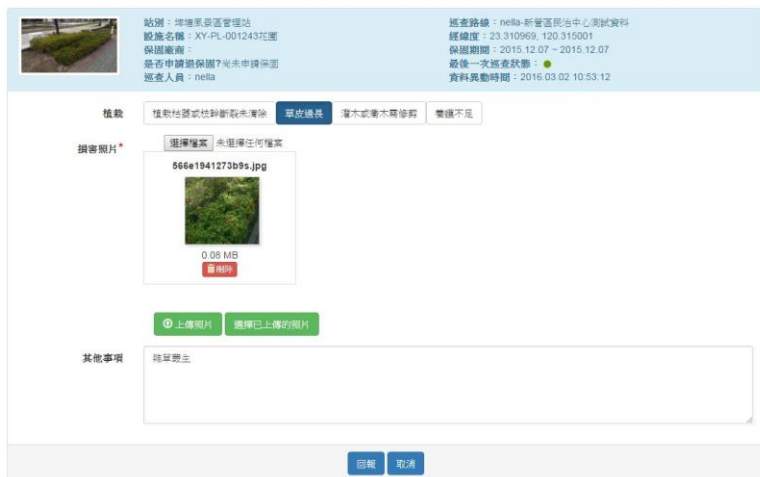 站別：埤塘風景區管理站
設施名稱：XY-PL-001243花園
保固廠商：
是否申請退保固?尚未申請保固
巡查人員：nella
巡查路線：nella-新營區民治中心測試資料
經緯度：23.310969, 120.315001
保固期間：2015.12.07 ~ 2015.12.07
最後一次巡查狀態：
資料異動時間：2016.03.02 10:53:12
植栽
植栽枯萎或枝幹斷裂未清除
草皮過長
灌木或喬木需修剪
養護不足
損害照片*
選擇檔案 未選擇任何檔案
566e1941273b9s.jpg
0.06 MB
刪除
上傳照片
選擇已上傳的照片
其他事項
雜草叢生
回報
取消